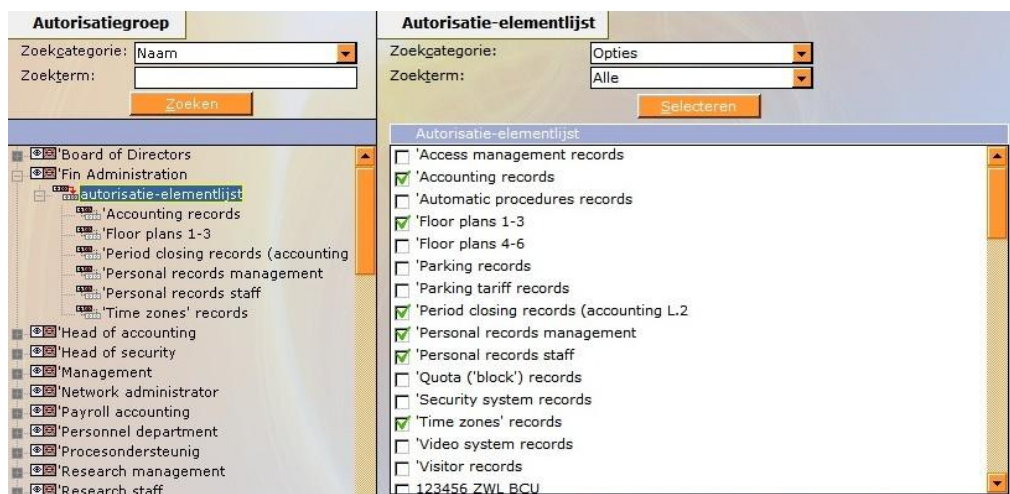 Autorisatiegroep
Zoekcategorie: Naam
Zoekterm:
Zoeken
'Board of Directors
'Fin Administration
autorisatie-elementlijst
'Accounting records
'Floor plans 1-3
'Period closing records (accounting
'Personal records management
'Personal records staff
'Time zones' records
'Head of accounting
'Head of security
'Management
'Network administrator
'Payroll accounting
'Personnel department
'Procesondersteunig
'Research management
'Research staff
Autorisatie-elementlijst
Zoekcategorie: Opties
Zoekterm: Alle
Selecteren
Autorisatie-elementlijst
'Access management records
'Accounting records
'Automatic procedures records
'Floor plans 1-3
'Floor plans 4-6
'Parking records
'Parking tariff records
'Period closing records (accounting L.2
'Personal records management
'Personal records staff
'Quota ('block') records
'Security system records
'Time zones' records
'Video system records
'Visitor records
123456 ZWL BCU